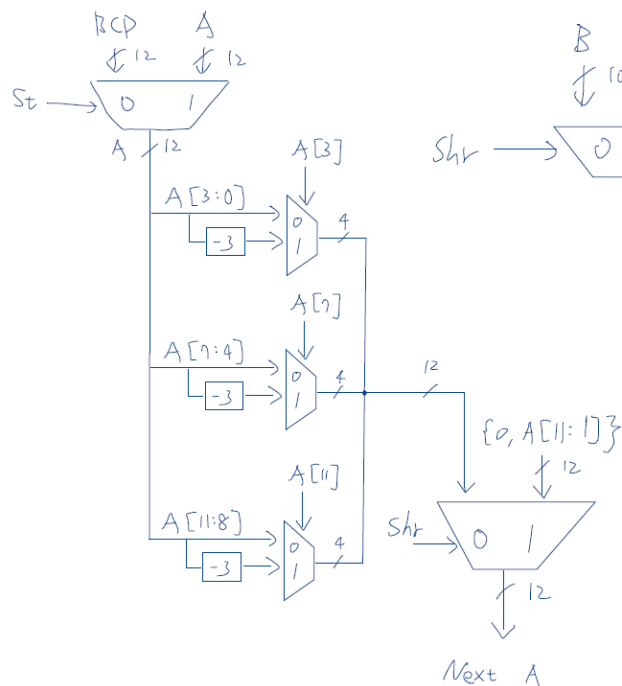 BCD A
12 12
B
10
St 0 1
A 12
Shr 0
A[3]
A[3:0]
0
1
4
-3
A[7]
A[7:4]
0
1
4
12
-3
{0, A[11:1]}
12
A[11]
A[11:8]
0
1
4
-3
Shr 0 1
12
Next A